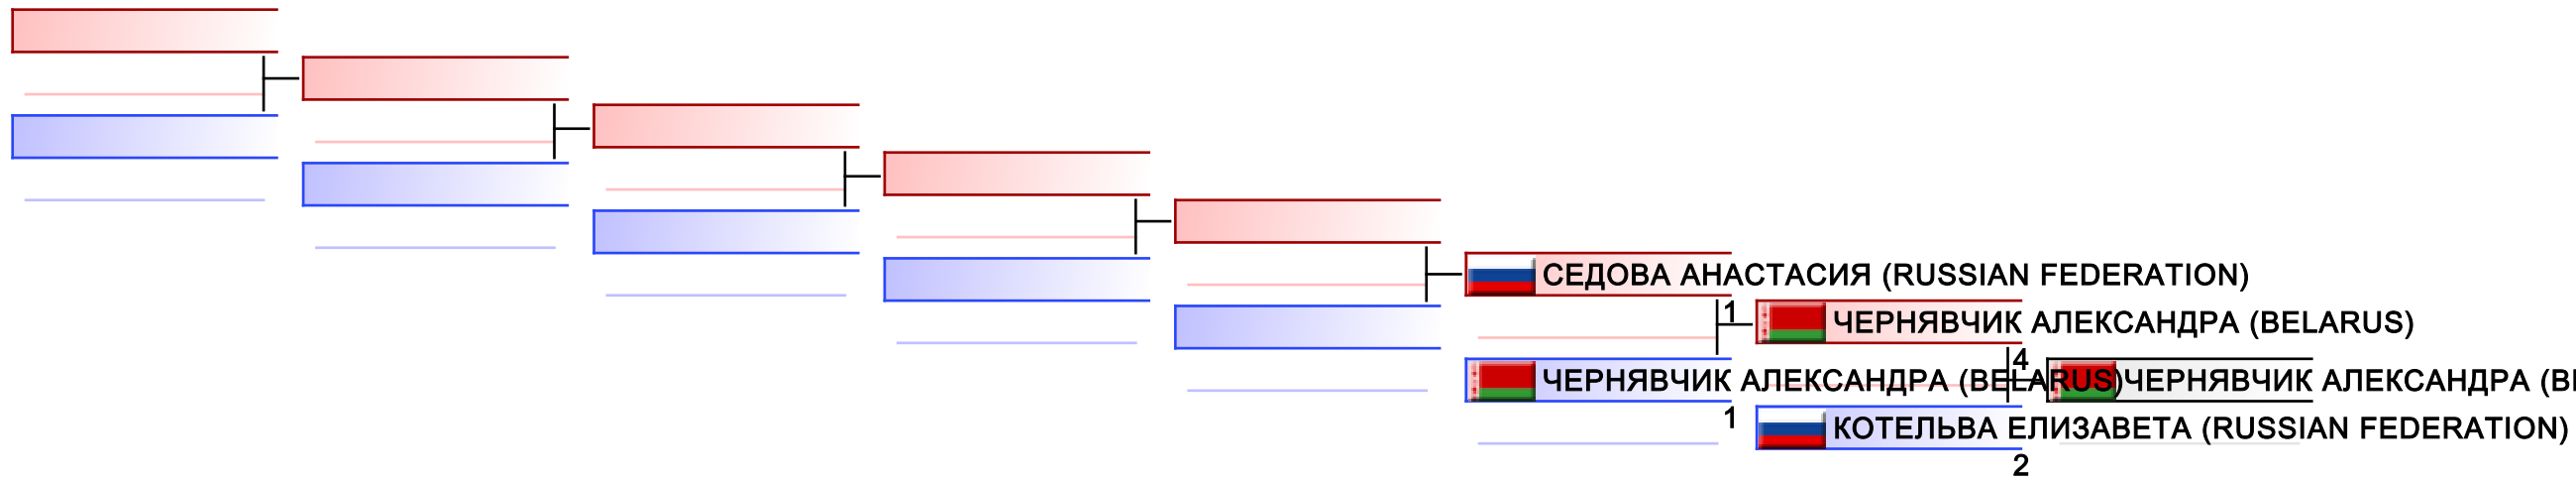 СЕДОВА АНАСТАСИЯ (RUSSIAN FEDERATION)
1
ЧЕРНЯВЧИК АЛЕКСАНДРА (BELARUS)
4
ЧЕРНЯВЧИК АЛЕКСАНДРА (BELARUS)
ЧЕРНЯВЧИК АЛЕКСАНДРА (
1
КОТЕЛЬВА ЕЛИЗАВЕТА (RUSSIAN FEDERATION)
2